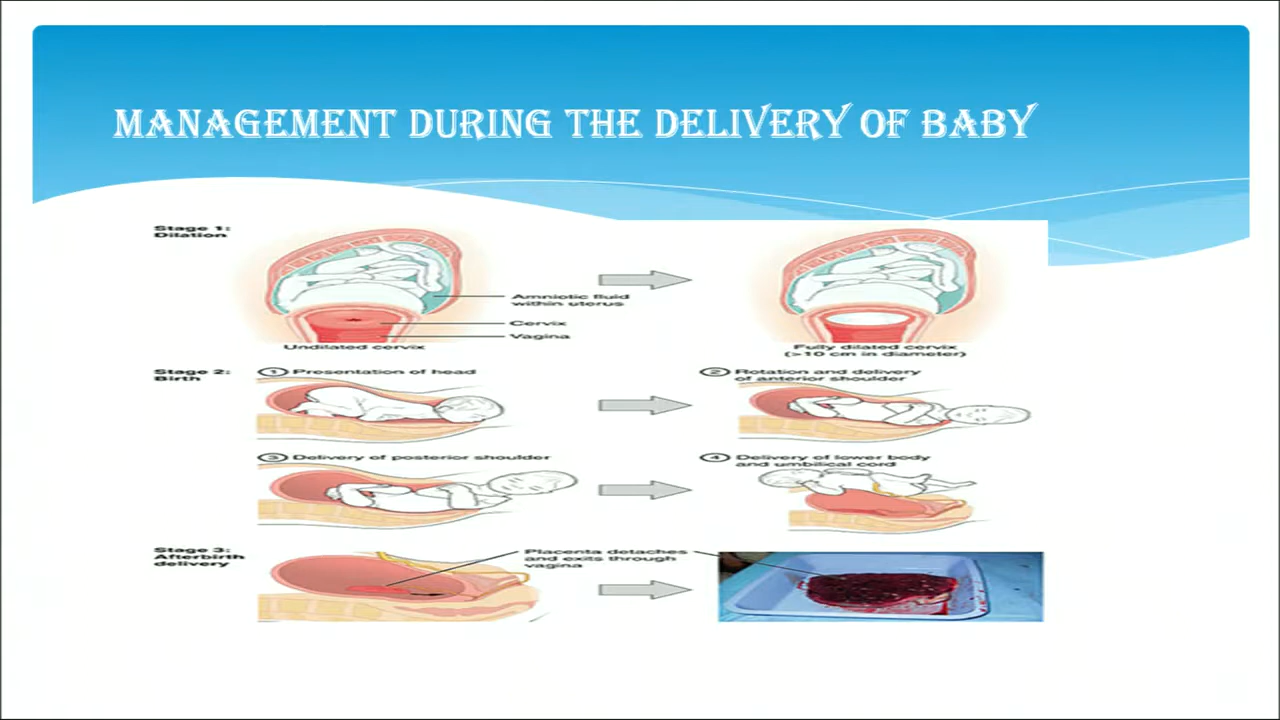 MANAGEMENT DURING THE DELIVERY OF BABY
Stage 1:
Dilation
Amniotic fluid
within uterus
Cervix
Vagina
Undilated cervix
Fully dilated cervix
(>10 cm in diameter)
Stage 2:
Birth
1 Presentation of head
2 Rotation and delivery
of anterior shoulder
3 Delivery of posterior shoulder
4 Delivery of lower body
and umbilical cord
Stage 3:
Afterbirth
delivery
Placenta detaches
and exits through
vagina